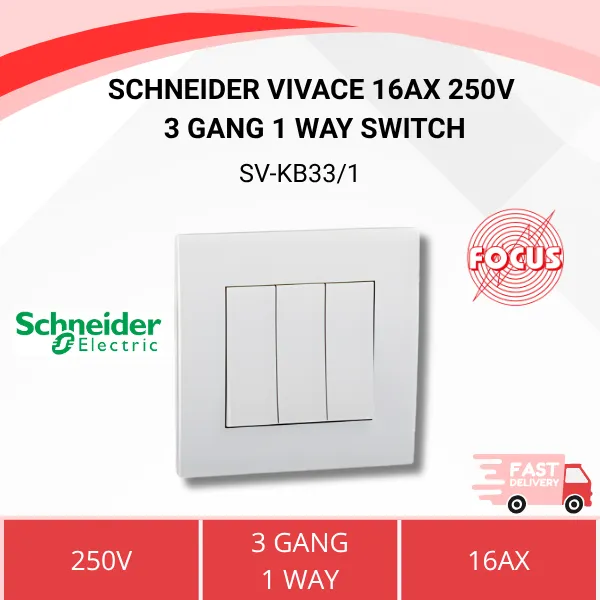 SCHNEIDER VIVACE 16AX 250V
3 GANG 1 WAY SWITCH
SV-KB33/1
FOCUS
Schneider
Electric
FAST
DELIVERY
250V
3 GANG
1 WAY
16AX